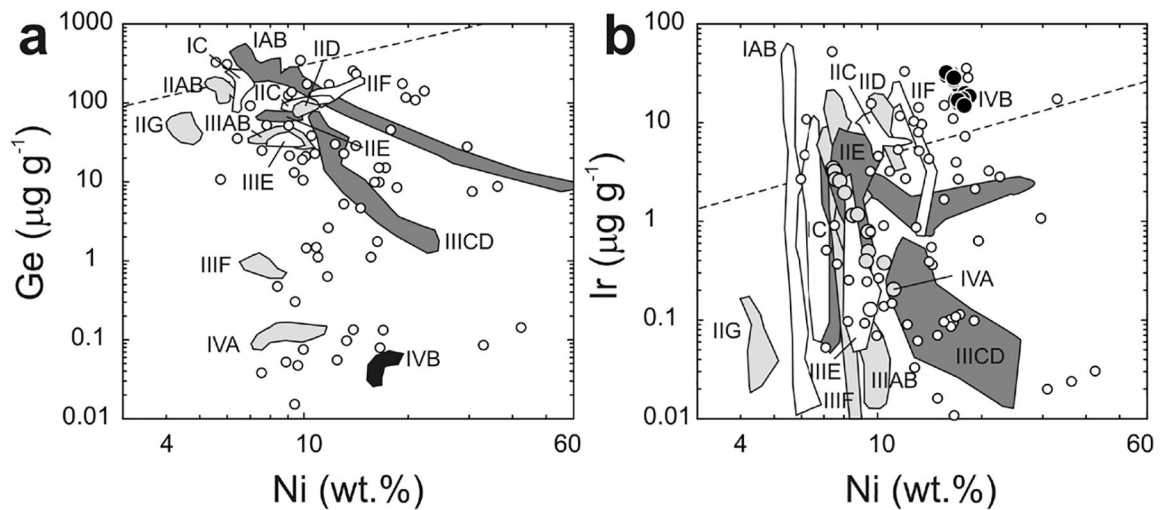 a
Ge (µg g⁻¹)
1000
100
10
1
0.1
0.01
IC
IAB
IID
IIAB
IIC
IIF
IIG
IIIAB
IIE
IIIE
IIICD
IIIF
IVA
IVB
4
10
60
Ni (wt.%)
b
Ir (µg g⁻¹)
100
10
1
0.1
0.01
IAB
IIC
IID
IIF
IVB
IIE
IC
IVA
IIG
IIIE
IIIF
IIIAB
IIICD
4
10
60
Ni (wt.%)